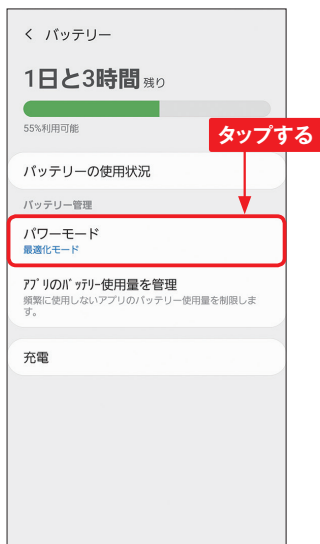 バッテリー
1日と3時間 残り
55%利用可能
タップする
バッテリーの使用状況
バッテリー管理
パワーモード
最適化モード
ｱﾌﾟﾘのﾊﾞｯﾃﾘｰ使用量を管理
頻繁に使用しないアプリのバッテリー使用量を制限しま
す。
充電